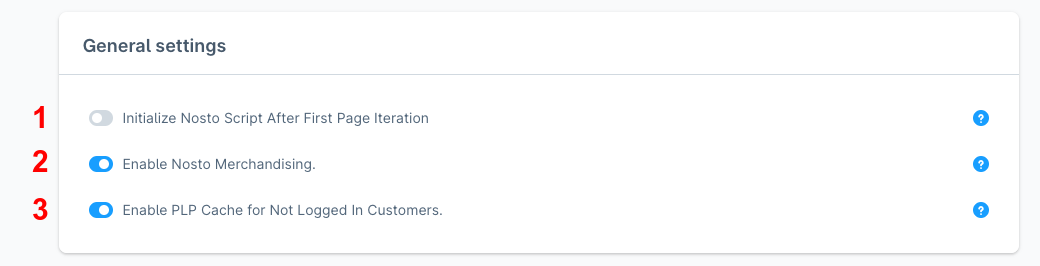 General settings
1 Initialize Nosto Script After First Page Iteration ?
2 Enable Nosto Merchandising. ?
3 Enable PLP Cache for Not Logged In Customers. ?